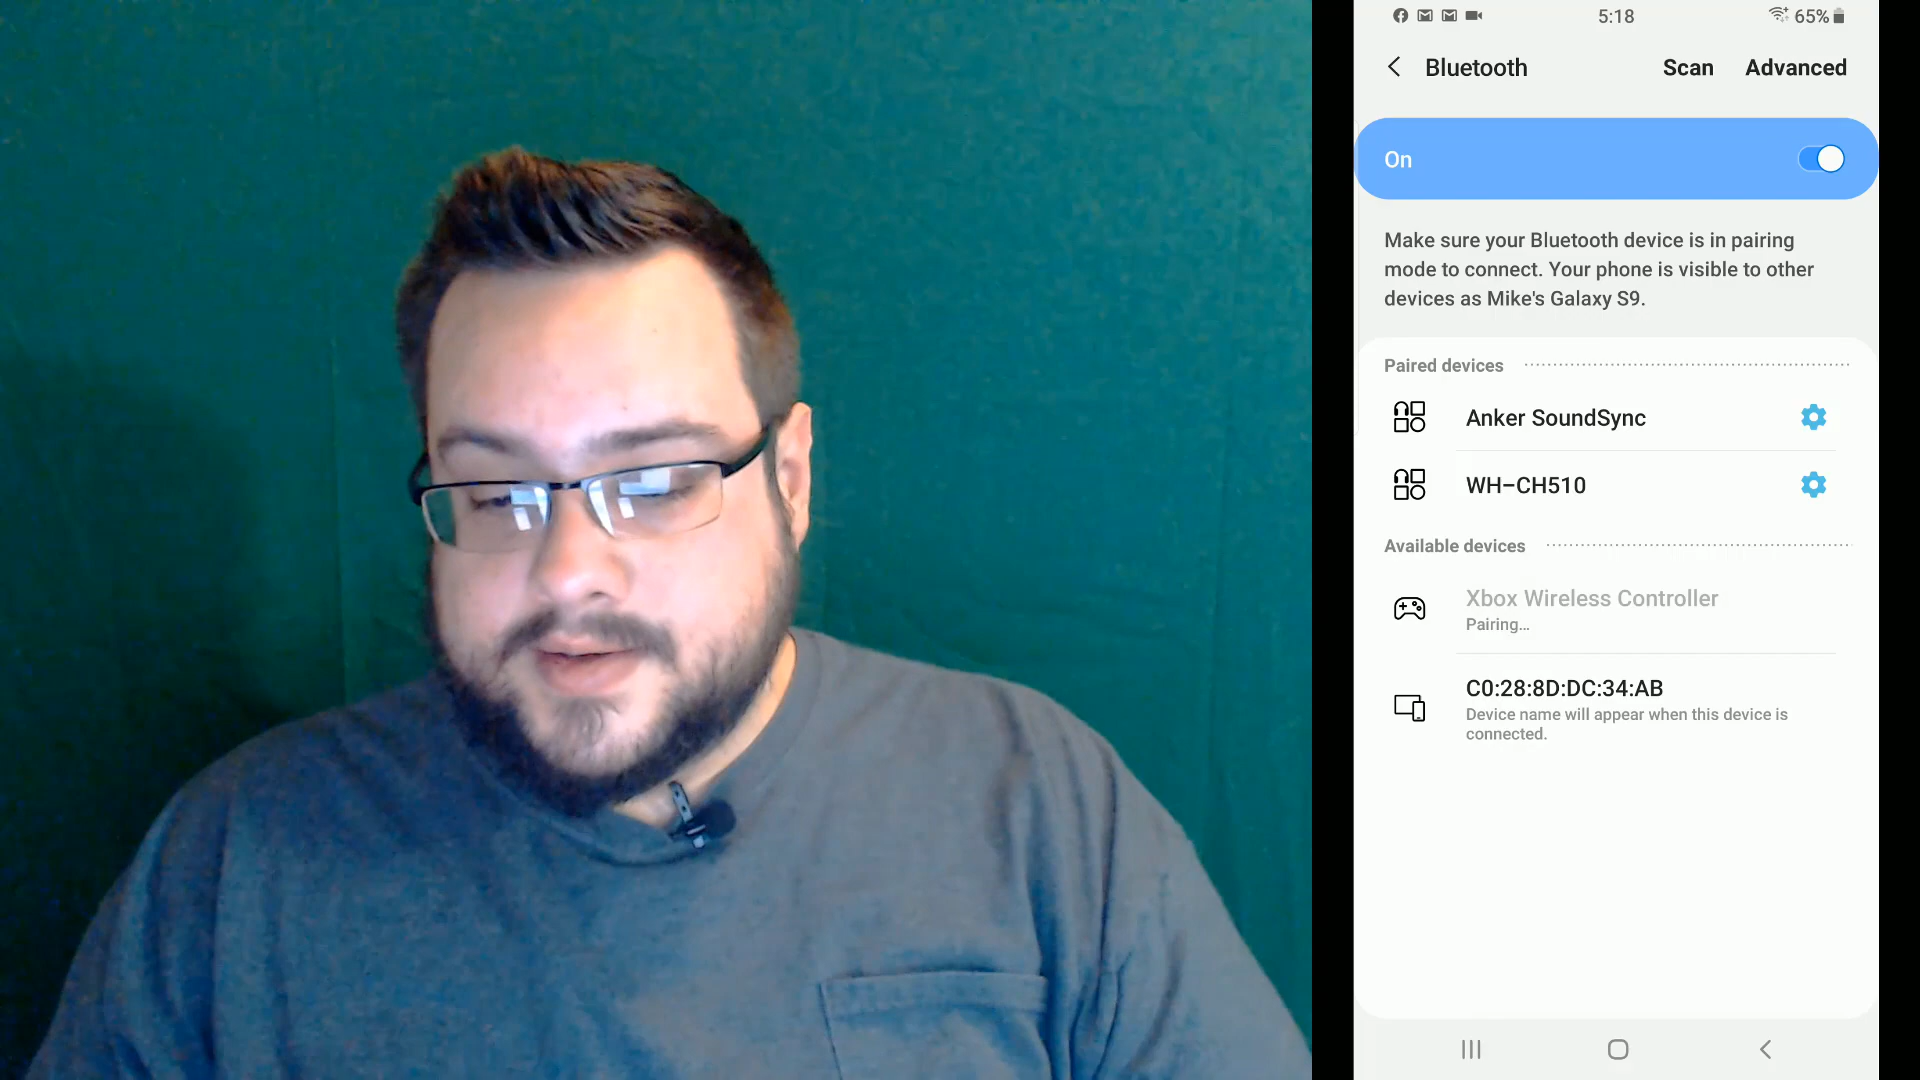 5:18
65%
Bluetooth Scan Advanced
On
Make sure your Bluetooth device is in pairing
mode to connect. Your phone is visible to other
devices as Mike's Galaxy S9.
Paired devices
Anker SoundSync
WH-CH510
Available devices
Xbox Wireless Controller
Pairing...
C0:28:8D:DC:34:AB
Device name will appear when this device is
connected.